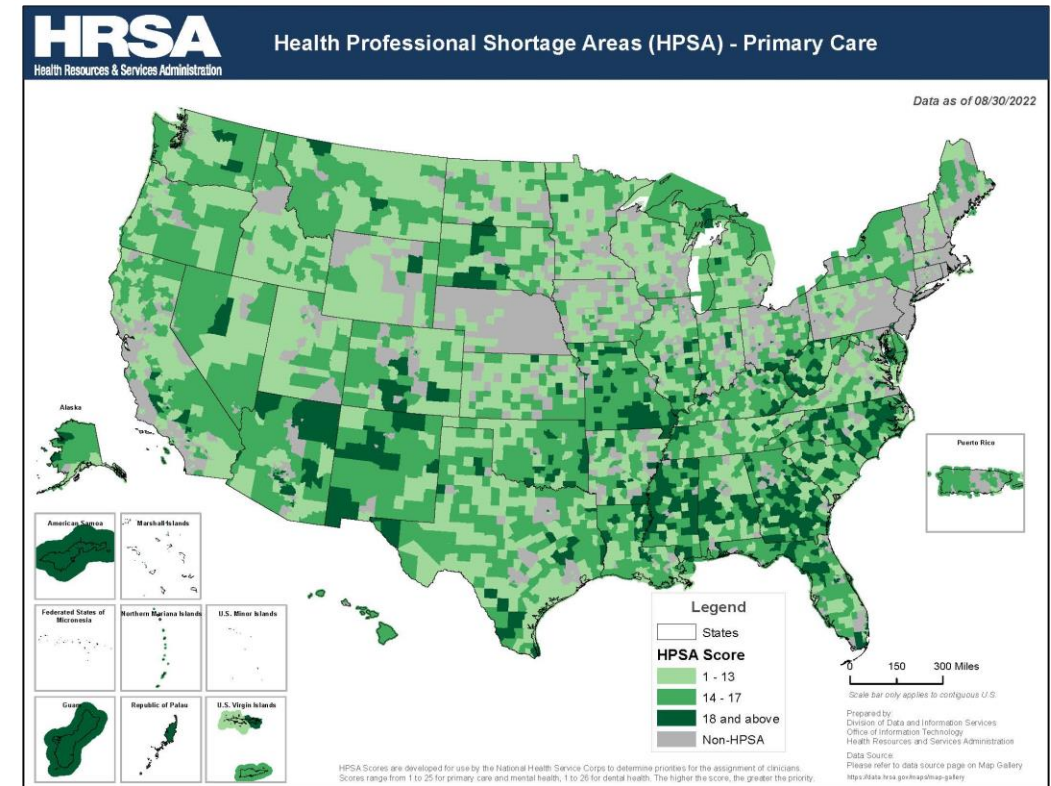 HRSA
Health Resources & Services Administration
Health Professional Shortage Areas (HPSA) - Primary Care
Data as of 08/30/2022
Alaska
Puerto Rico
American Samoa
Marshall Islands
Federated States of
Micronesia
Northern Mariana Islands
U.S. Minor Islands
Guam
Republic of Palau
U.S. Virgin Islands
Legend
States
HPSA Score
1 - 13
14 - 17
18 and above
Non-HPSA
0 150 300 Miles
Scale bar only applies to contiguous U.S.
Prepared by:
Division of Data and Information Services
Office of Information Technology
Health Resources and Services Administration
Data Source:
Please refer to data source page on Map Gallery
https://data.hrsa.gov/maps/map-gallery
HPSA Scores are developed for use by the National Health Service Corps to determine priorities for the assignment of clinicians.
Scores range from 1 to 25 for primary care and mental health, 1 to 26 for dental health. The higher the score, the greater the priority.